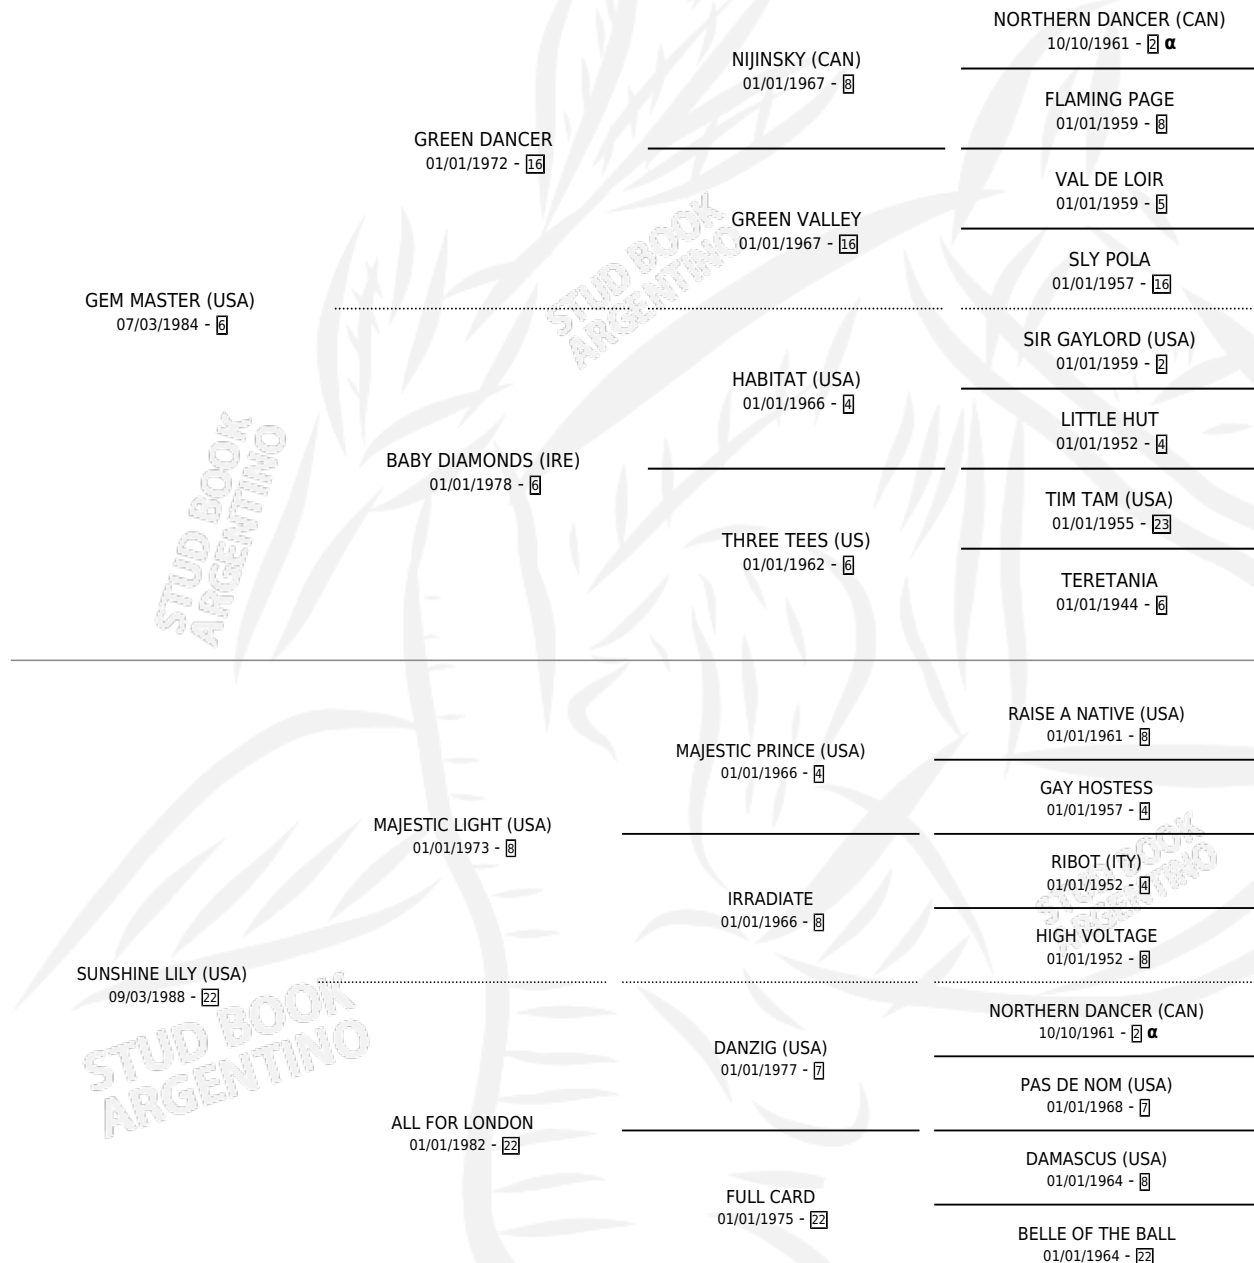 NORTHERN DANCER (CAN)
10/10/1961 - 2 α
NIJINSKY (CAN)
01/01/1967 - 8
FLAMING PAGE
01/01/1959 - 8
GREEN DANCER
01/01/1972 - 16
VAL DE LOIR
01/01/1959 - 5
GREEN VALLEY
01/01/1967 - 16
SLY POLA
01/01/1957 - 16
GEM MASTER (USA)
07/03/1984 - 6
STUD BOOK
ARGENTINO
SIR GAYLORD (USA)
01/01/1959 - 2
HABITAT (USA)
01/01/1966 - 4
LITTLE HUT
01/01/1952 - 4
BABY DIAMONDS (IRE)
01/01/1978 - 6
TIM TAM (USA)
01/01/1955 - 23
THREE TEES (US)
01/01/1962 - 6
TERETANIA
01/01/1944 - 6
STUD BOOK
ARGENTINO
RAISE A NATIVE (USA)
01/01/1961 - 8
MAJESTIC PRINCE (USA)
01/01/1966 - 4
GAY HOSTESS
01/01/1957 - 4
MAJESTIC LIGHT (USA)
01/01/1973 - 8
RIBOT (ITY)
01/01/1952 - 4
STUD BOOK
ARGENTINO
IRRADIATE
01/01/1966 - 8
HIGH VOLTAGE
01/01/1952 - 8
SUNSHINE LILY (USA)
09/03/1988 - 22
STUD BOOK
ARGENTINO
NORTHERN DANCER (CAN)
10/10/1961 - 2 α
DANZIG (USA)
01/01/1977 - 7
PAS DE NOM (USA)
01/01/1968 - 7
ALL FOR LONDON
01/01/1982 - 22
DAMASCUS (USA)
01/01/1964 - 8
FULL CARD
01/01/1975 - 22
BELLE OF THE BALL
01/01/1964 - 22